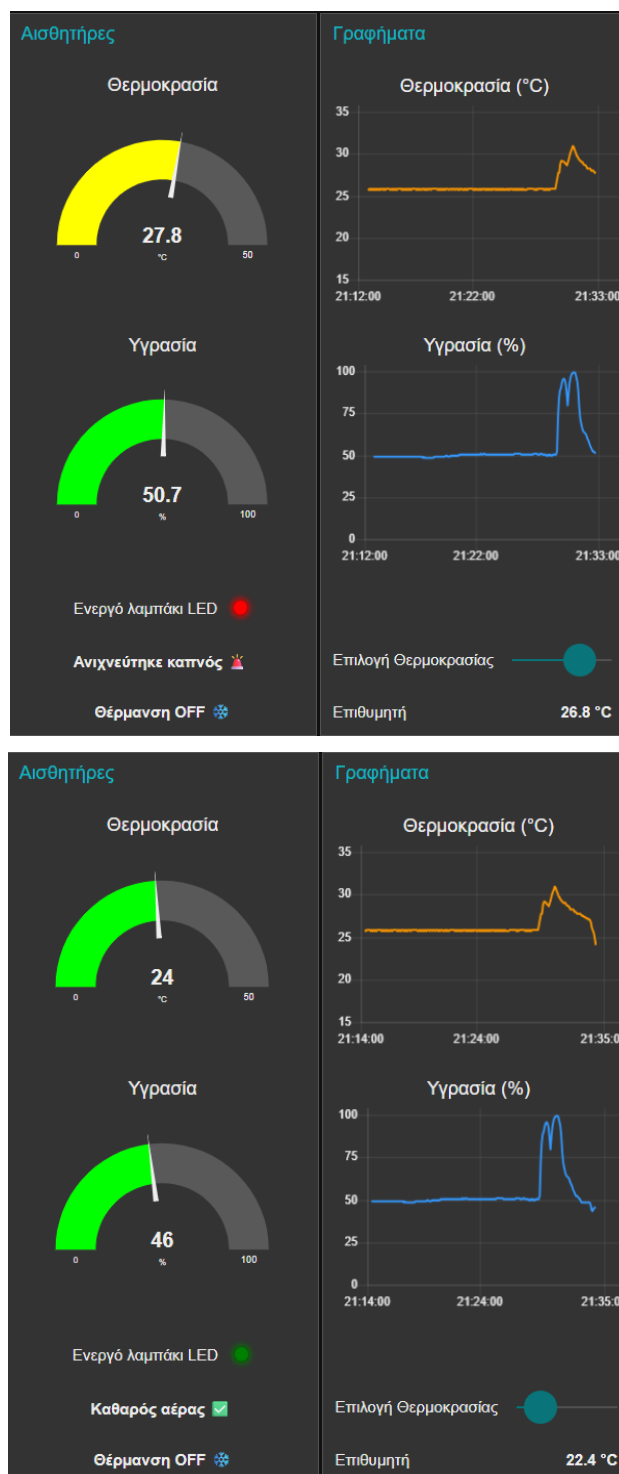 Αισθητήρες
Θερμοκρασία
27.8
°C
0
50
Υγρασία
50.7
%
0
100
Ενεργό λαμπάκι LED
Ανιχνεύτηκε καπνός 🚨
Θέρμανση OFF ❄️
Γραφήματα
Θερμοκρασία (°C)
35
30
25
20
15
21:12:00 21:22:00 21:33:00
Υγρασία (%)
100
75
50
25
0
21:12:00 21:22:00 21:33:00
Επιλογή Θερμοκρασίας
Επιθυμητή 26.8 °C
Αισθητήρες
Θερμοκρασία
24
°C
0
50
Υγρασία
46
%
0
100
Ενεργό λαμπάκι LED
Καθαρός αέρας ✅
Θέρμανση OFF ❄️
Γραφήματα
Θερμοκρασία (°C)
35
30
25
20
15
21:14:00 21:24:00 21:35:0
Υγρασία (%)
100
75
50
25
0
21:14:00 21:24:00 21:35:0
Επιλογή Θερμοκρασίας
Επιθυμητή 22.4 °C